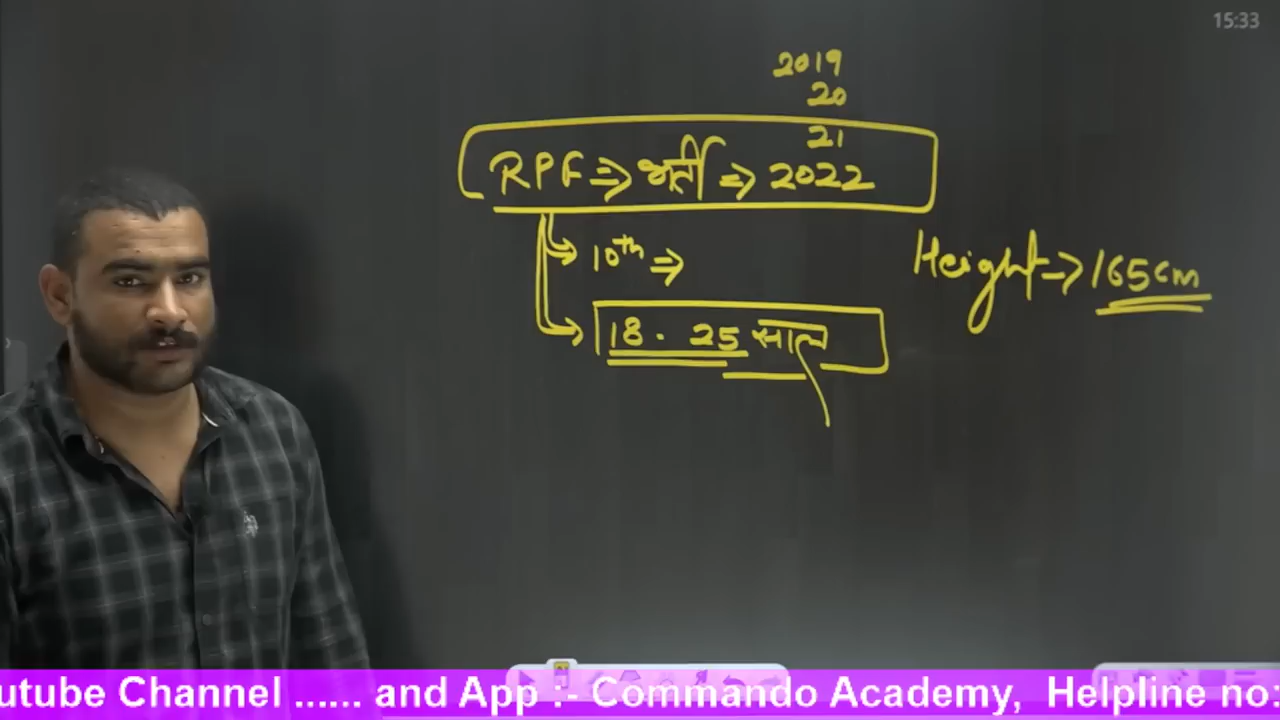 15:33
2019
20
21
RPF ⇒ भर्ती ⇒ 2022
10th ⇒
Height ⇒ 165cm
18. 25 साल
utube Channel ...... and App :- Commando Academy, Helpline no: